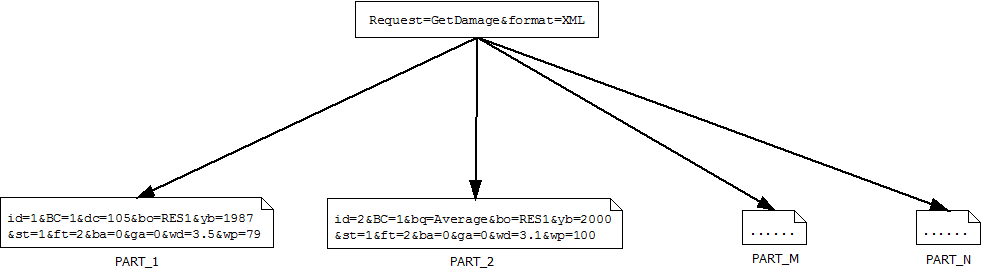 Request=GetDamage&format=XML
id=1&BC=1&dc=105&bo=RES1&yb=1987
&st=1&ft=2&ba=0&ga=0&wd=3.5&wp=79
PART_1
id=2&BC=1&bq=Average&bo=RES1&yb=2000
&st=1&ft=2&ba=0&ga=0&wd=3.1&wp=100
PART_2
......
PART_M
......
PART_N